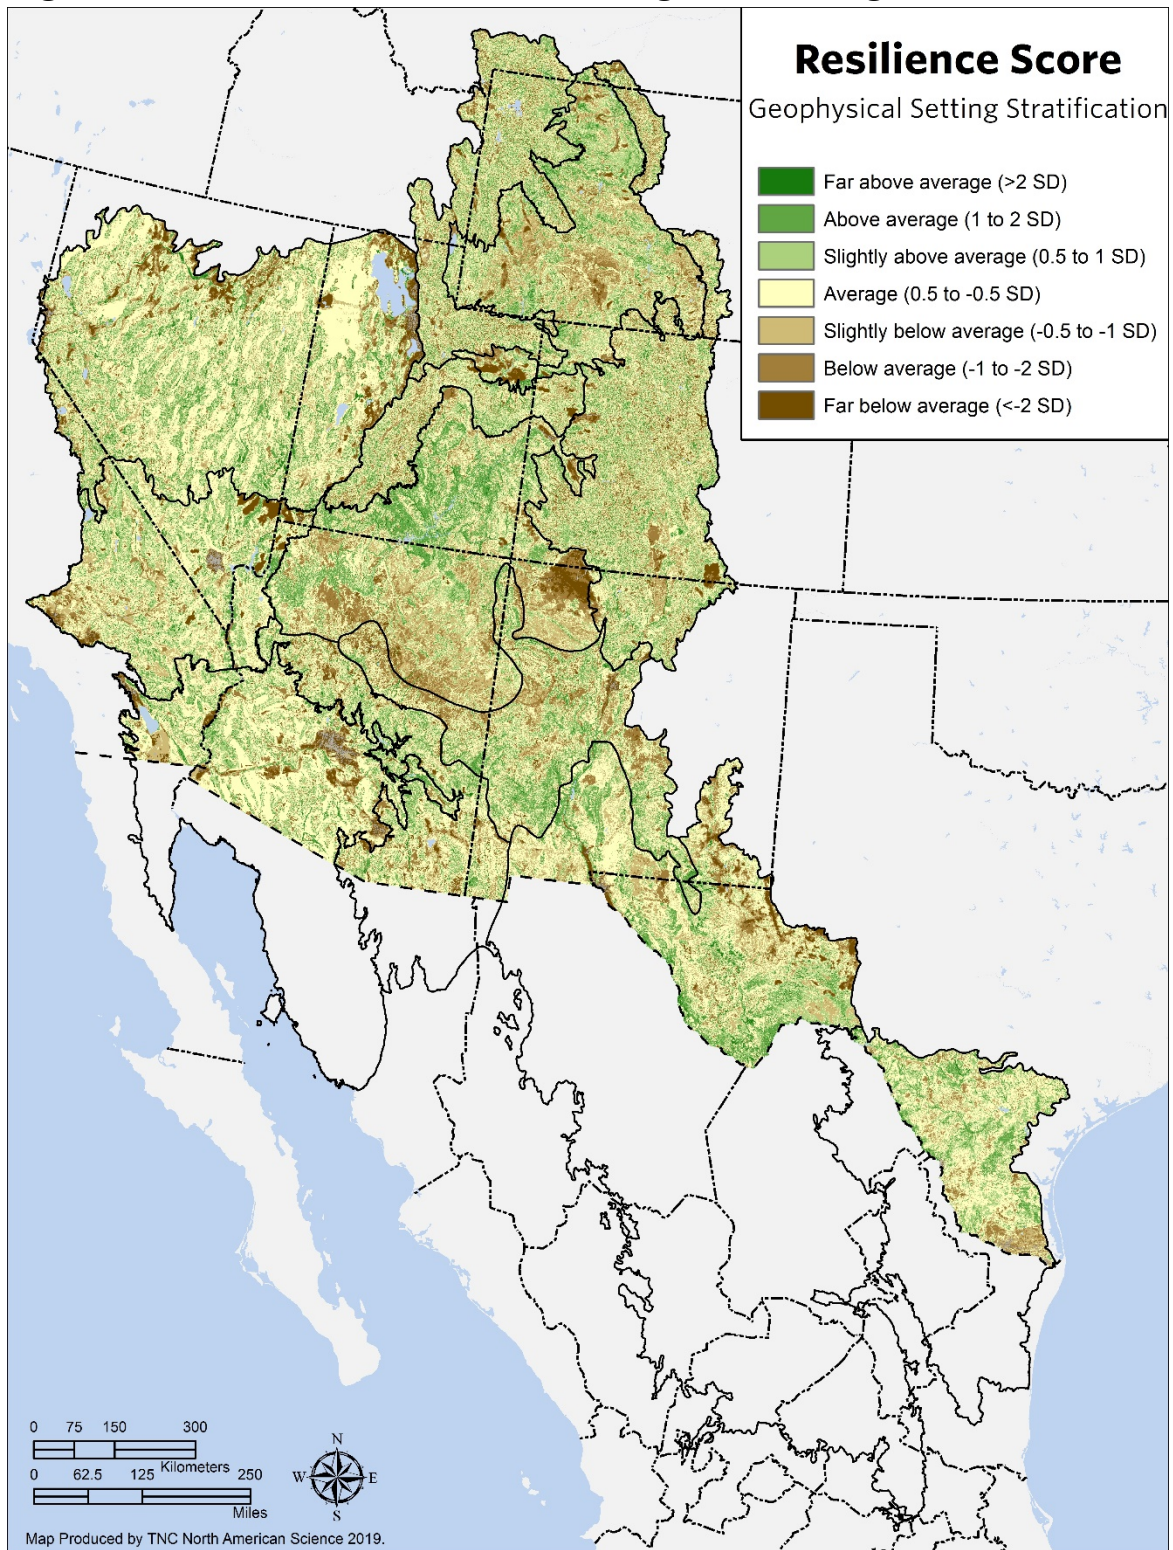 Resilience Score
Geophysical Setting Stratification
Far above average (>2 SD)
Above average (1 to 2 SD)
Slightly above average (0.5 to 1 SD)
Average (0.5 to -0.5 SD)
Slightly below average (-0.5 to -1 SD)
Below average (-1 to -2 SD)
Far below average (<-2 SD)
0 75 150 300
Kilometers
0 62.5 125 250
Miles
N
W E
S
Map Produced by TNC North American Science 2019.